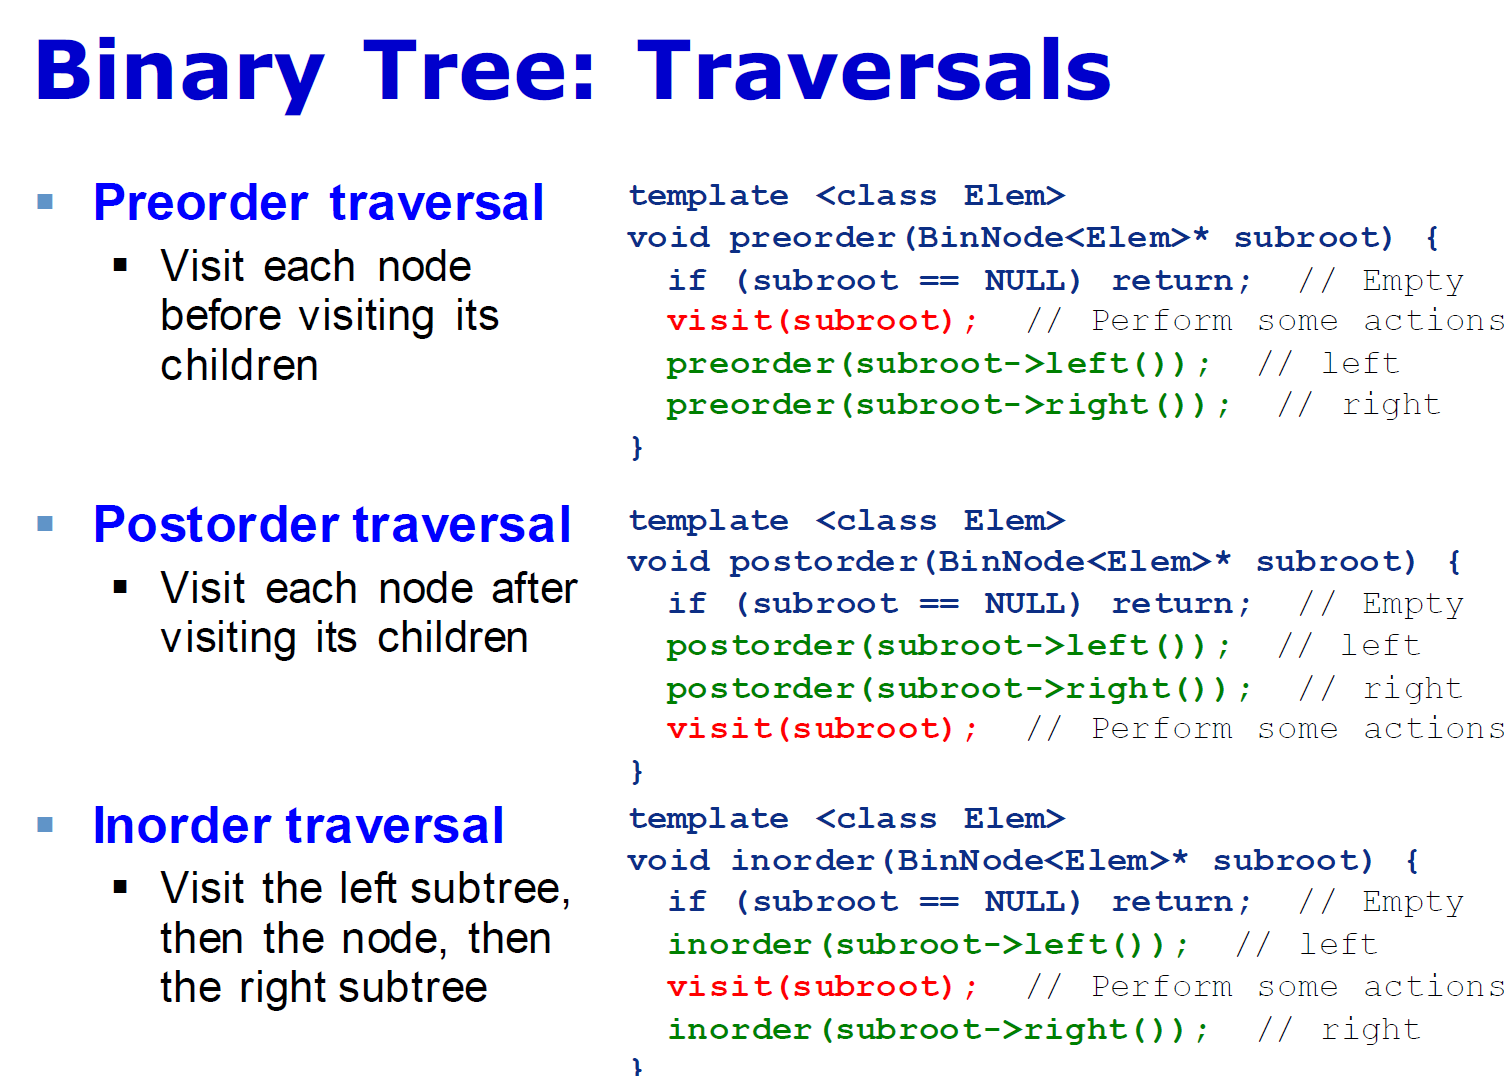 Binary Tree: Traversals
Preorder traversal
Visit each node
before visiting its
children
template <class Elem>
void preorder(BinNode<Elem>* subroot) {
if (subroot == NULL) return; // Empty
visit(subroot); // Perform some actions
preorder(subroot->left()); // left
preorder(subroot->right()); // right
}
Postorder traversal
Visit each node after
visiting its children
template <class Elem>
void postorder(BinNode<Elem>* subroot) {
if (subroot == NULL) return; // Empty
postorder(subroot->left()); // left
postorder(subroot->right()); // right
visit(subroot); // Perform some actions
}
Inorder traversal
Visit the left subtree,
then the node, then
the right subtree
template <class Elem>
void inorder(BinNode<Elem>* subroot) {
if (subroot == NULL) return; // Empty
inorder(subroot->left()); // left
visit(subroot); // Perform some actions
inorder(subroot->right()); // right
}